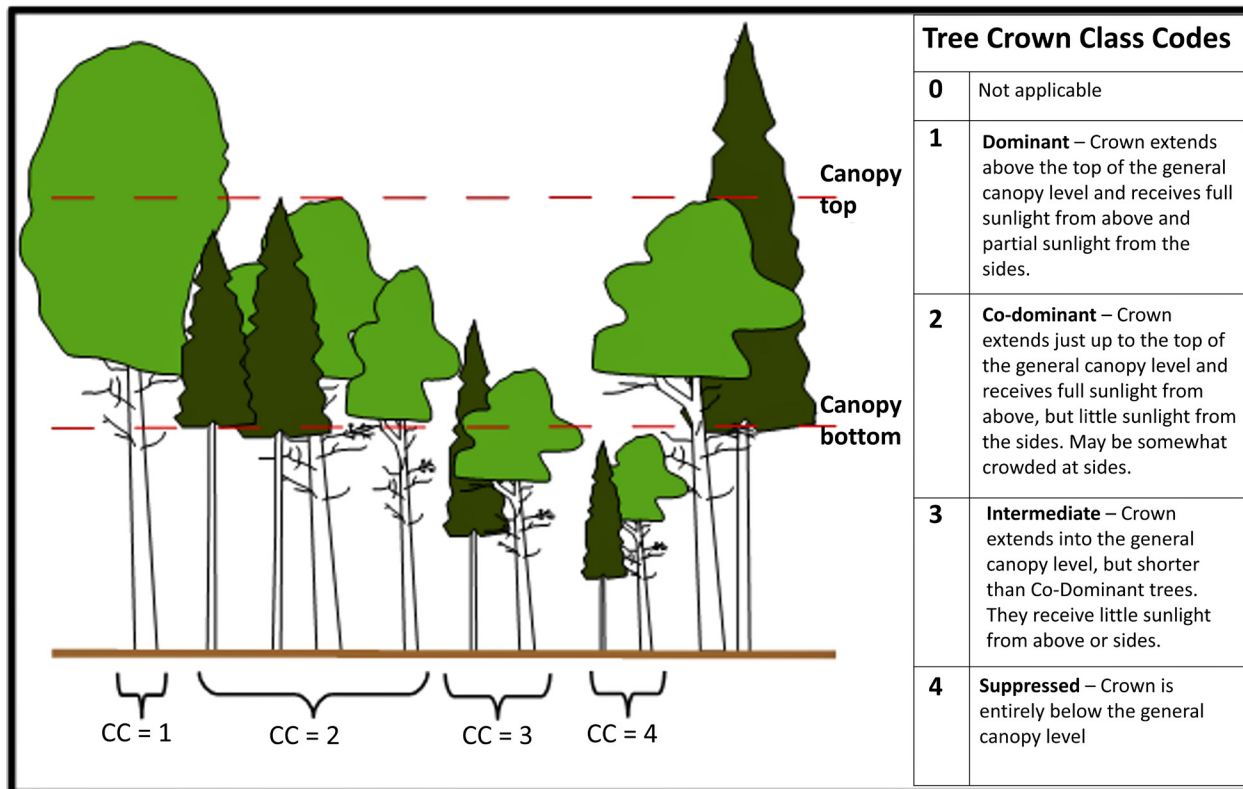 Canopy
top
Canopy
bottom
CC = 1
CC = 2
CC = 3
CC = 4
Tree Crown Class Codes
0
Not applicable
1
Dominant – Crown extends
above the top of the general
canopy level and receives full
sunlight from above and
partial sunlight from the
sides.
2
Co-dominant – Crown
extends just up to the top of
the general canopy level and
receives full sunlight from
above, but little sunlight from
the sides. May be somewhat
crowded at sides.
3
Intermediate – Crown
extends into the general
canopy level, but shorter
than Co-Dominant trees.
They receive little sunlight
from above or sides.
4
Suppressed – Crown is
entirely below the general
canopy level